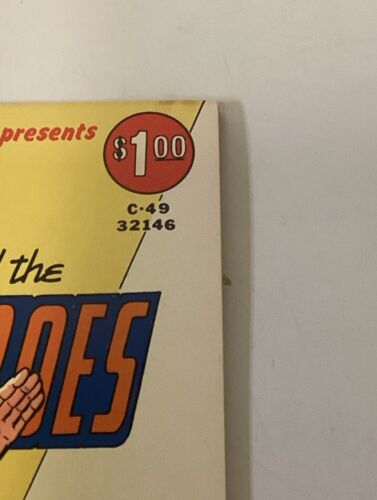 presents
$1.00
C-49
32146
the
OES